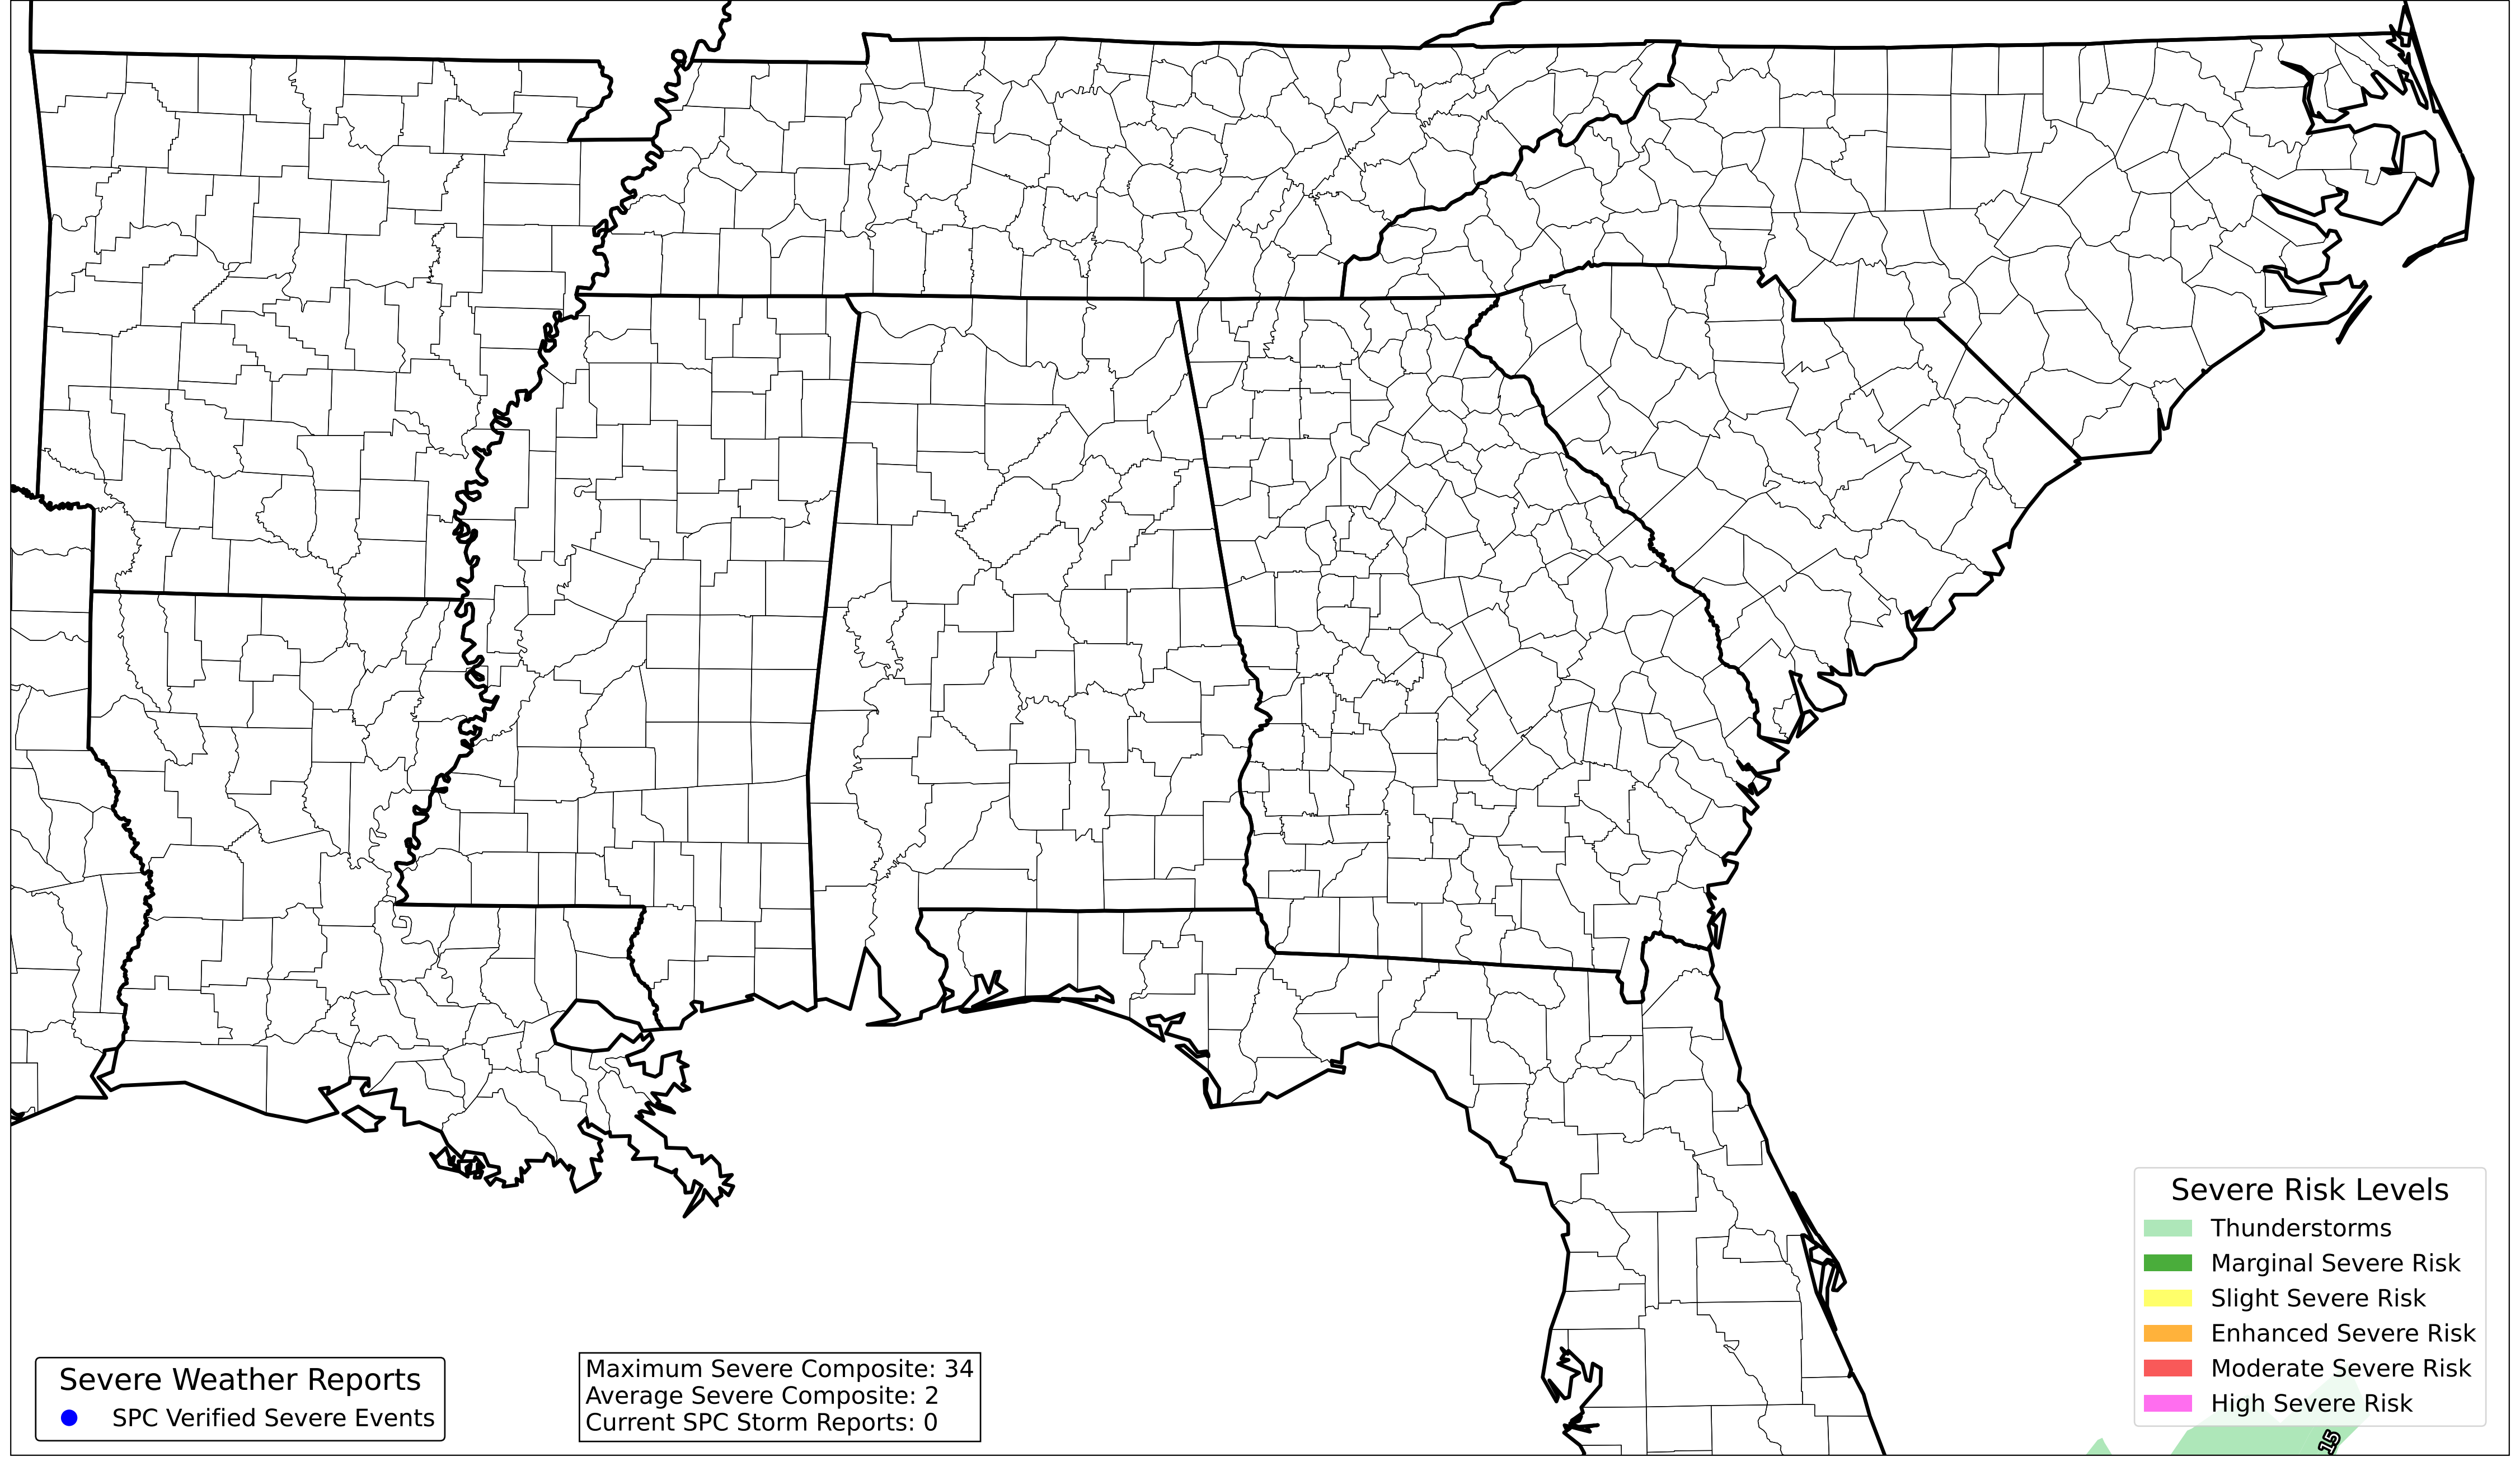 Severe Weather Reports
SPC Verified Severe Events
Maximum Severe Composite: 34
Average Severe Composite: 2
Current SPC Storm Reports: 0
Severe Risk Levels
Thunderstorms
Marginal Severe Risk
Slight Severe Risk
Enhanced Severe Risk
Moderate Severe Risk
High Severe Risk
15